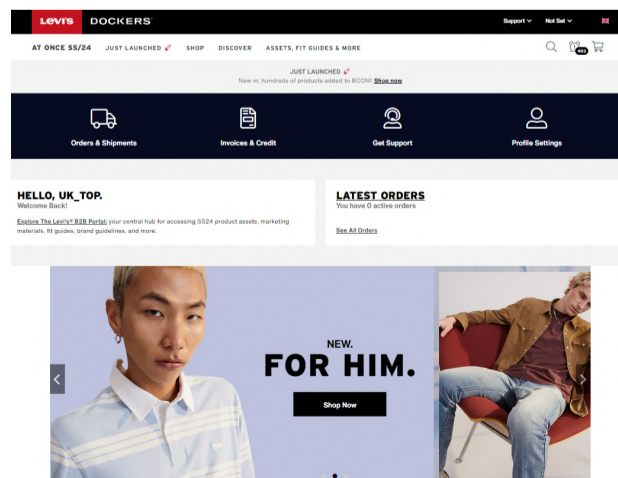 Levi's DOCKERS® Support Not Set
AT ONCE SS/24 JUST LAUNCHED 🚀 SHOP DISCOVER ASSETS, FIT GUIDES & MORE
JUST LAUNCHED 🚀
New in: hundreds of products added to BCOM! Shop now
Orders & Shipments Invoices & Credit Get Support Profile Settings
HELLO, UK_TOP.
Welcome Back!
Explore The Levi's® B2B Portal: your central hub for accessing SS24 product assets, marketing
materials, fit guides, brand guidelines, and more.
LATEST ORDERS
You have 0 active orders
See All Orders
NEW.
FOR HIM.
Shop Now